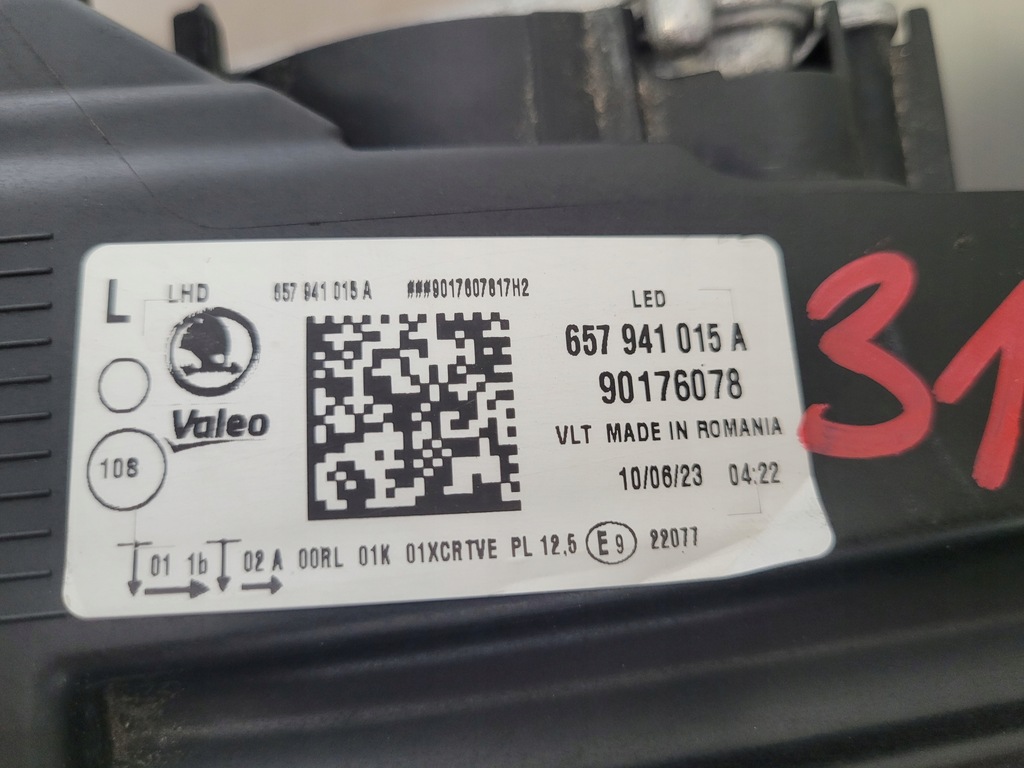 L LHD 657 941 015 A ###9017607817H2
LED
657 941 015 A
90176078
Valeo
VLT MADE IN ROMANIA
108
10/06/23 04:22
01 1b 02 A 00RL 01K 01XCRTVE PL 12,5 E9 22077
31